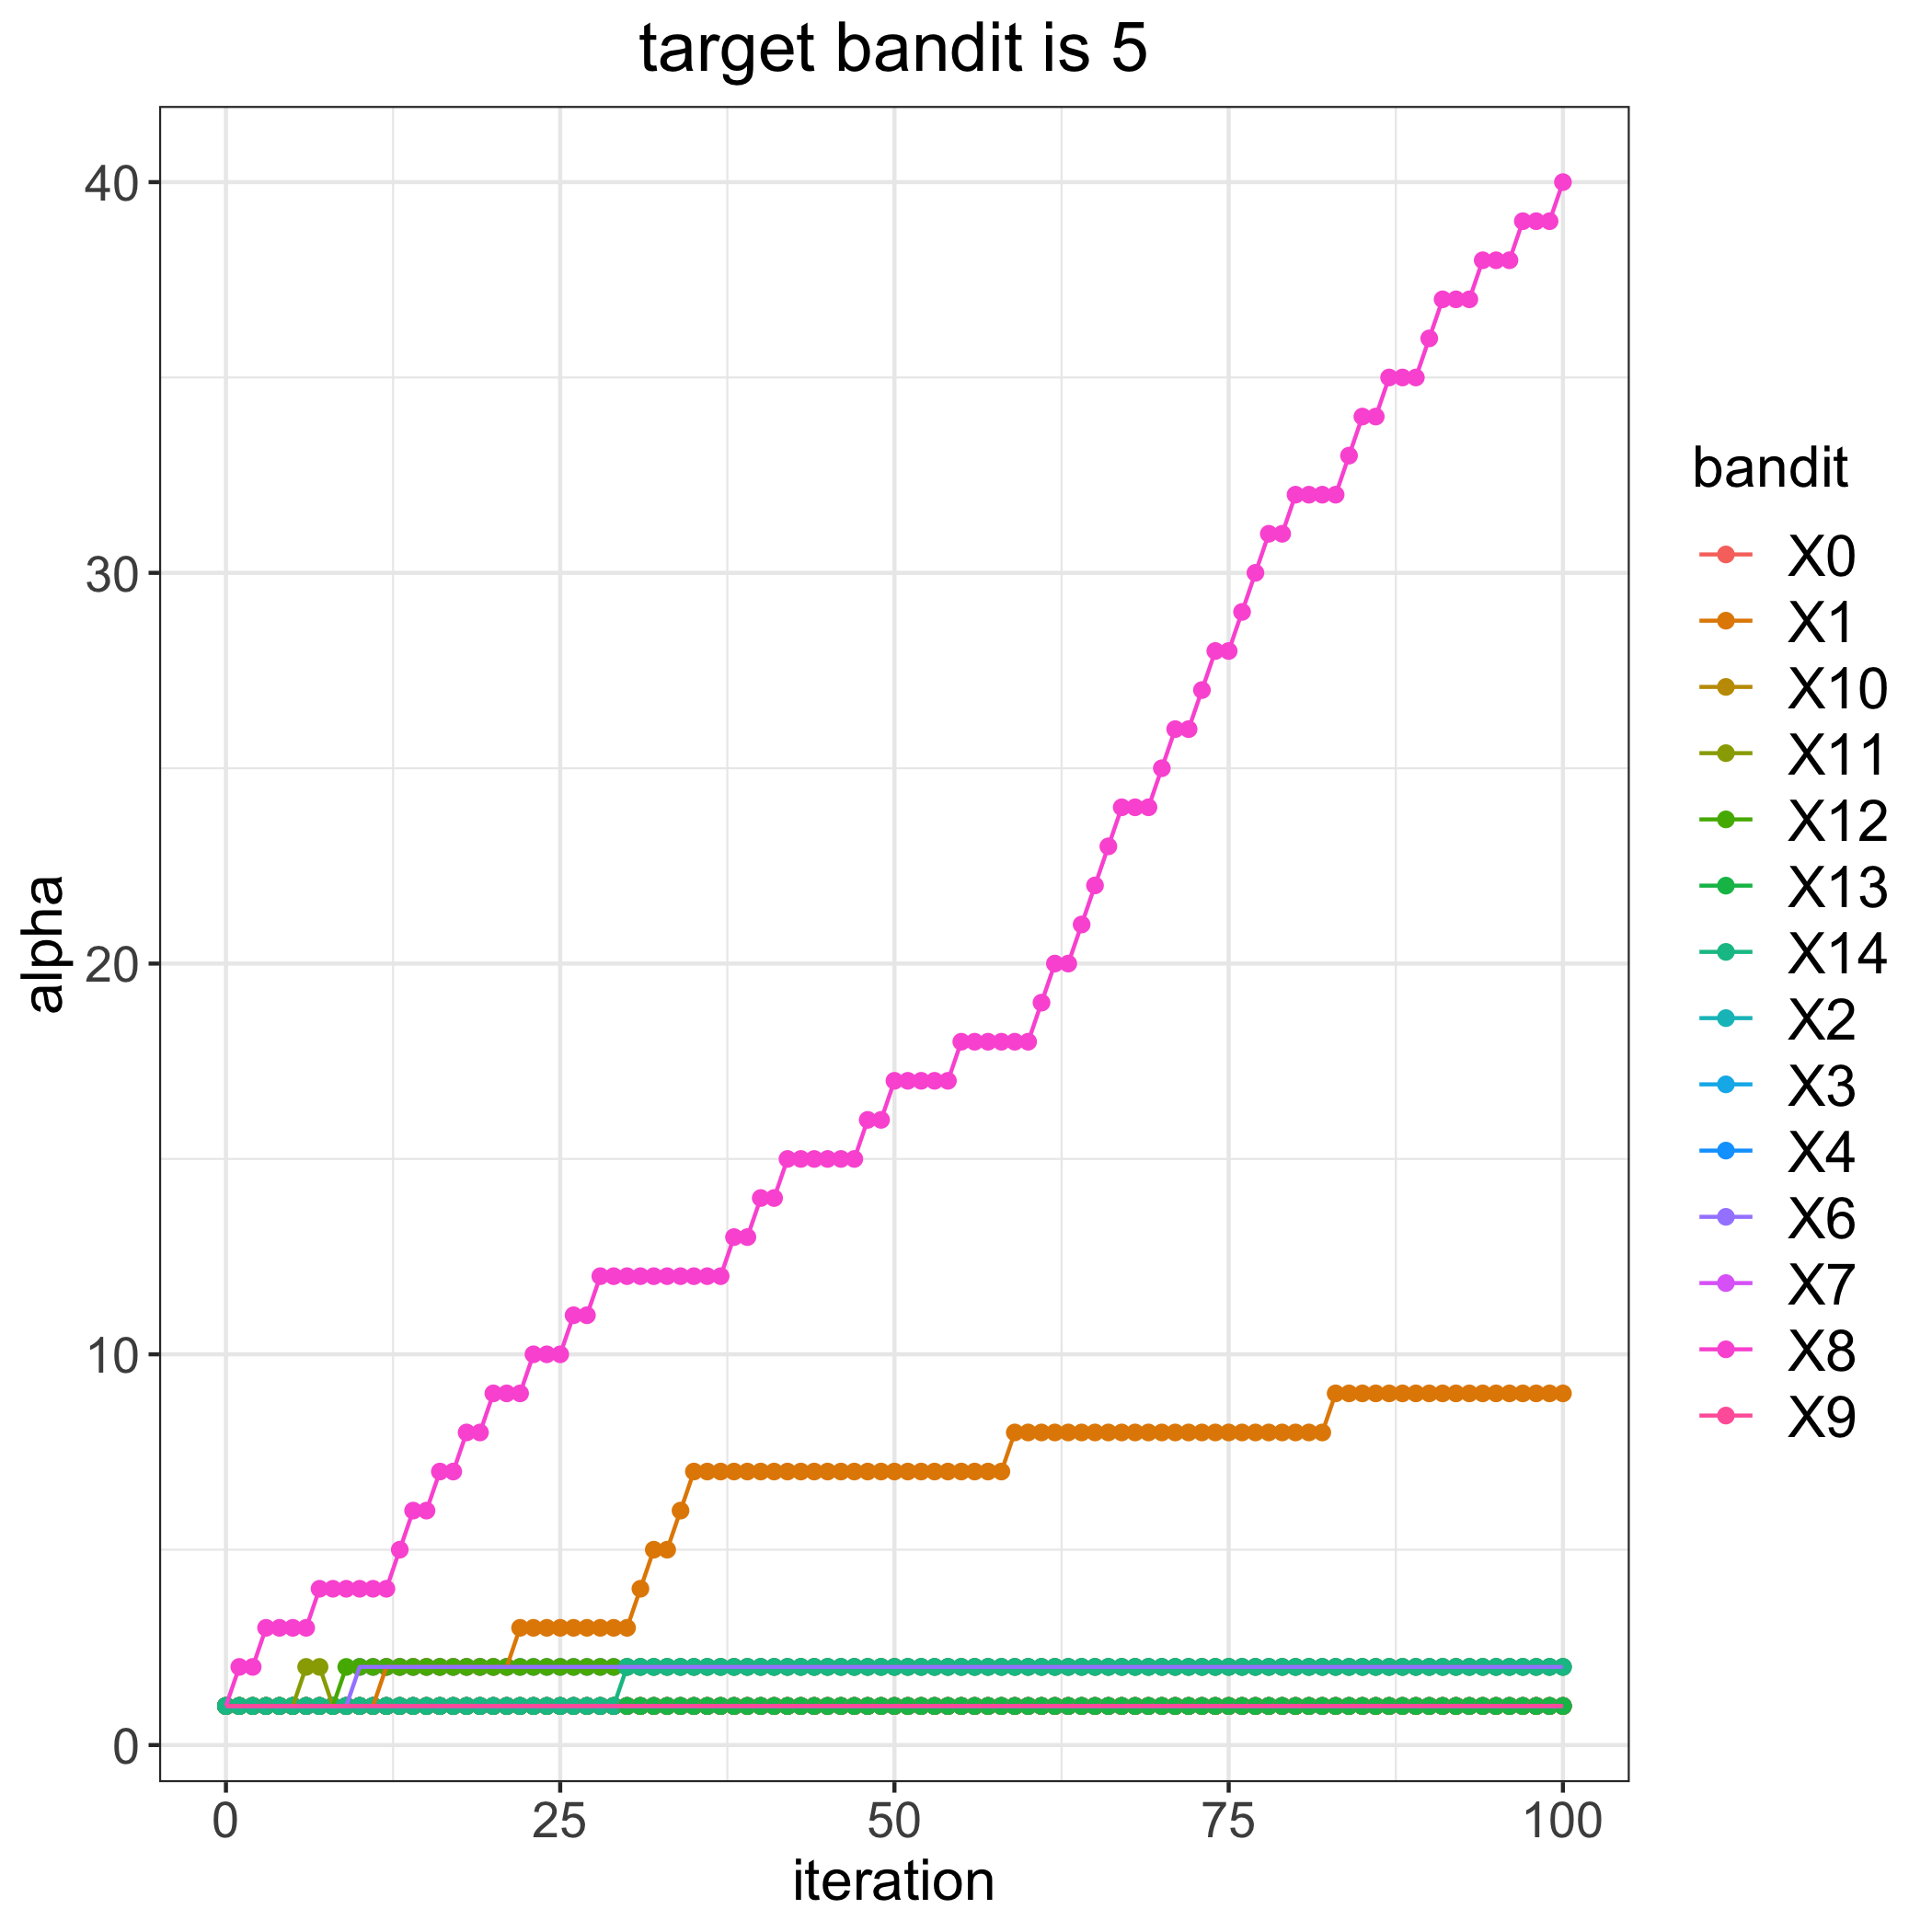 target bandit is 5
40
30
20
10
0
alpha
0 25 50 75 100
iteration
bandit
X0
X1
X10
X11
X12
X13
X14
X2
X3
X4
X6
X7
X8
X9